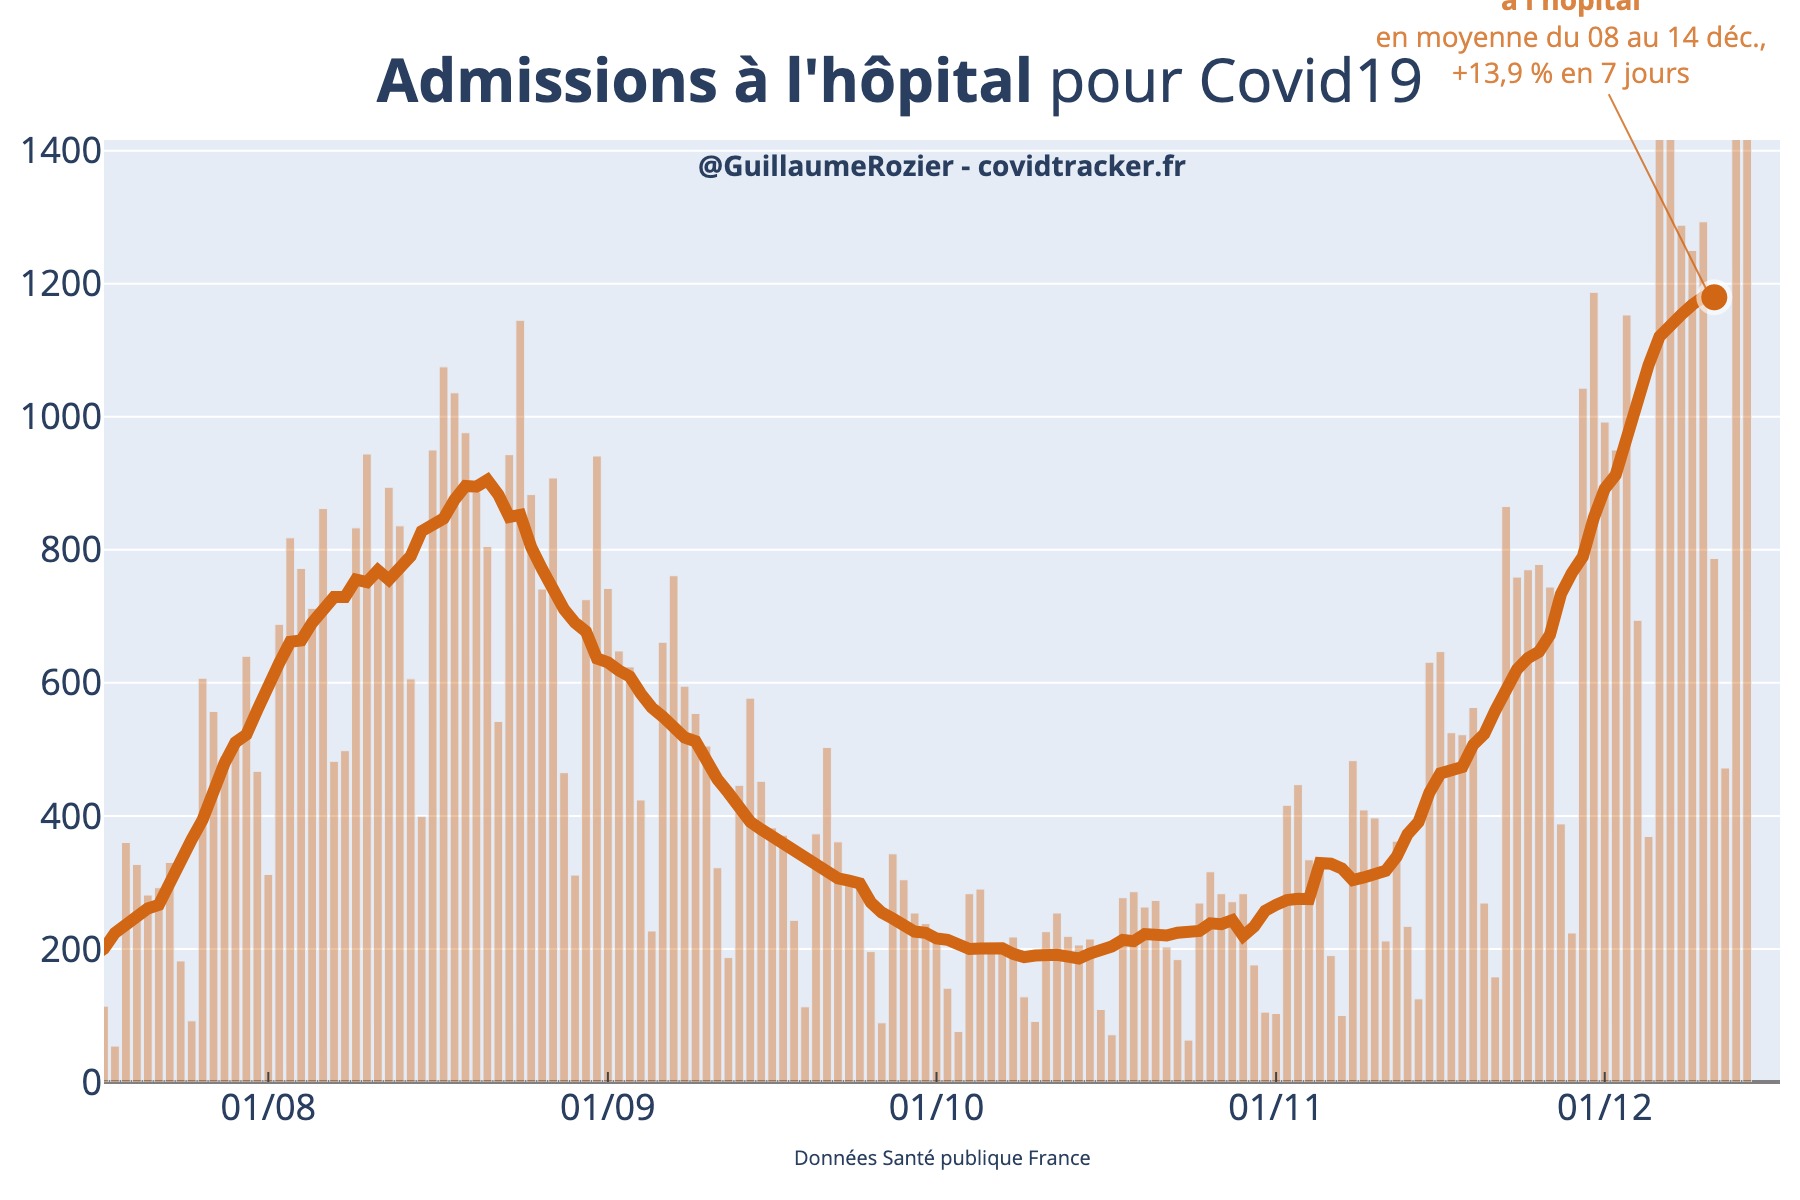 à l'hôpital
en moyenne du 08 au 14 déc.,
+13,9 % en 7 jours
Admissions à l'hôpital pour Covid19
@GuillaumeRozier - covidtracker.fr
1400
1200
1000
800
600
400
200
0
01/08 01/09 01/10 01/11 01/12
Données Santé publique France